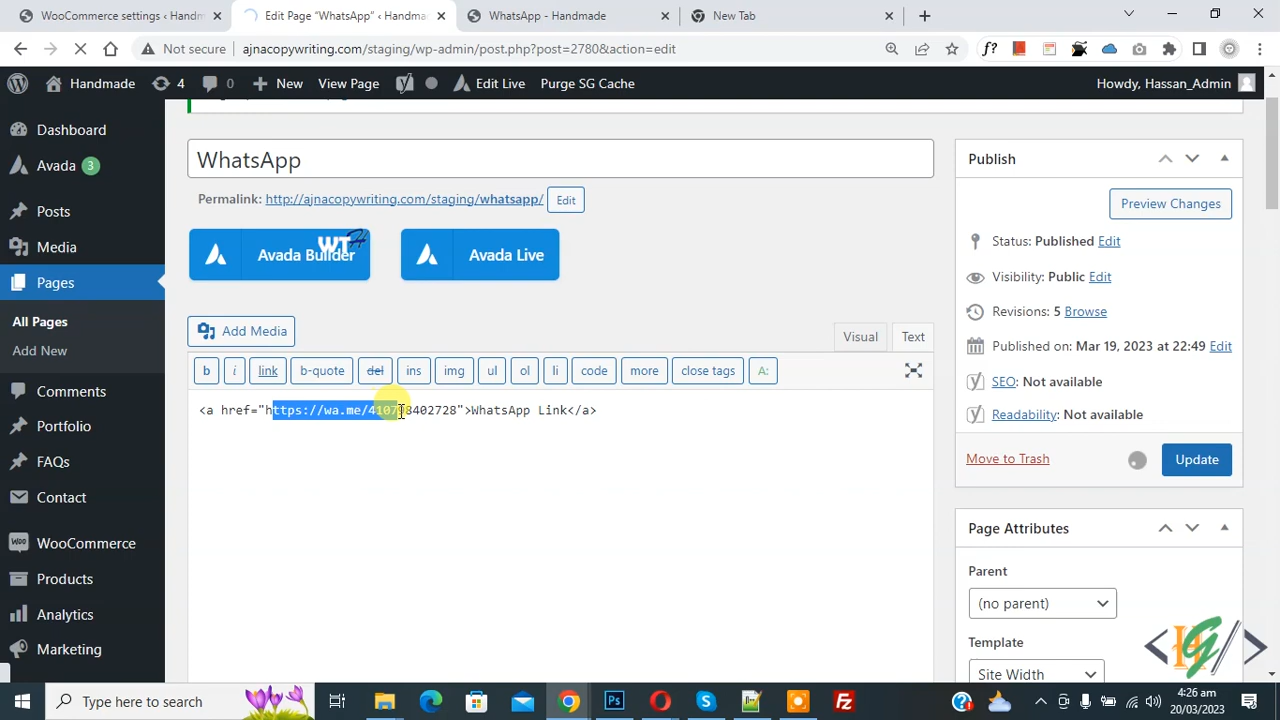 WooCommerce settings ‹ Handm
Edit Page “WhatsApp” ‹ Handma
WhatsApp - Handmade
New Tab
Not secure
ajnacopywriting.com/staging/wp-admin/post.php?post=2780&action=edit
f?
Handmade
4
0
New
View Page
Edit Live
Purge SG Cache
Howdy, Hassan_Admin
Dashboard
Avada 3
Posts
Media
Pages
All Pages
Add New
Comments
Portfolio
FAQs
Contact
WooCommerce
Products
Analytics
Marketing
WhatsApp
Permalink: http://ajnacopywriting.com/staging/whatsapp/ Edit
Avada Builder
Avada Live
Add Media
Visual
Text
b
i
link
b-quote
del
ins
img
ul
ol
li
code
more
close tags
A:
<a href="https://wa.me/410798402728">WhatsApp Link</a>
Publish
Preview Changes
Status: Published Edit
Visibility: Public Edit
Revisions: 5 Browse
Published on: Mar 19, 2023 at 22:49 Edit
SEO: Not available
Readability: Not available
Move to Trash
Update
Page Attributes
Parent
(no parent)
Template
Site Width
Type here to search
4:26 am
20/03/2023